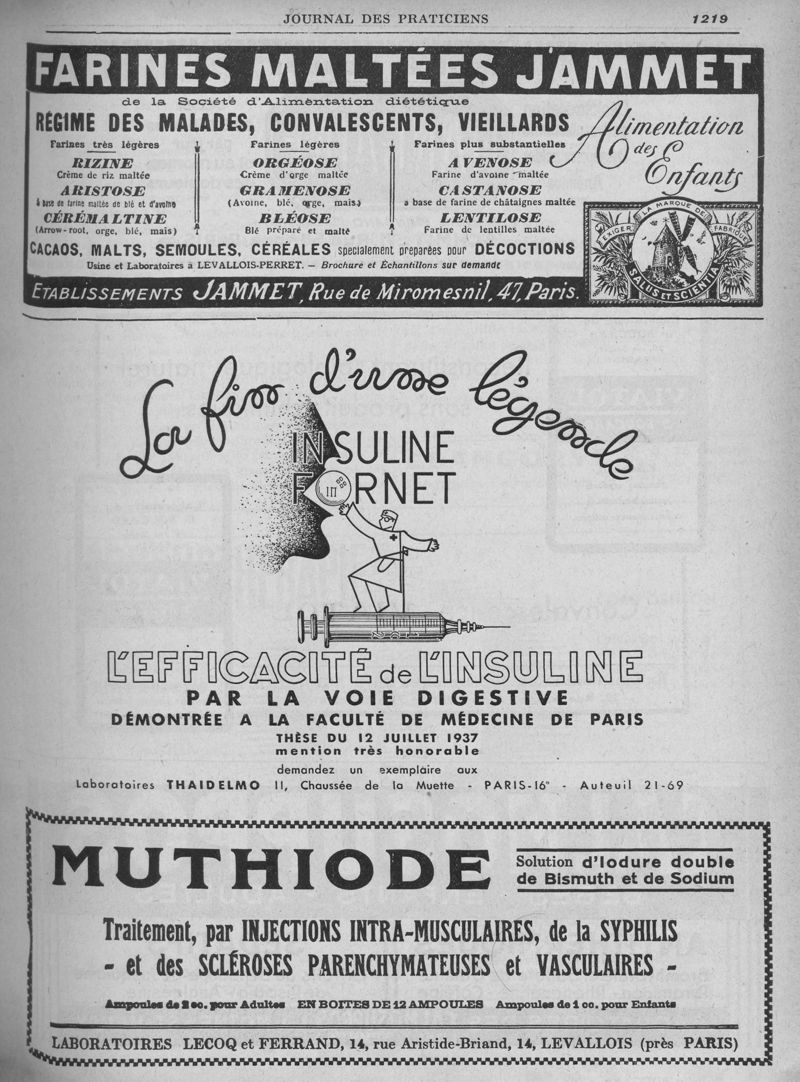 JOURNAL DES PRATICIENS 1219
FARINES MALTÉES JAMMET
de la Société d'Alimentation diététique
RÉGIME DES MALADES, CONVALESCENTS, VIEILLARDS
Alimentation
des
Enfants
Farines très légères
RIZINE
Crème de riz maltée
ARISTOSE
à base de farine maltée de blé et d'avoine
CÉRÉMALTINE
(Arrow-root, orge, blé, maïs)
Farines légères
ORGÉOSE
Crème d'orge maltée
GRAMENOSE
(Avoine, blé, orge, maïs)
BLÉOSE
Blé préparé et malté
Farines plus substantielles
AVENOSE
Farine d'avoine maltée
CASTANOSE
a base de farine de châtaignes maltée
LENTILOSE
Farine de lentilles maltée
CACAOS, MALTS, SEMOULES, CÉRÉALES specialement preparées pour DÉCOCTIONS
Usine et Laboratoires à LEVALLOIS-PERRET. – Brochure et Echantillons sur demande
EXIGER LA MARQUE DE FABRIQUE
SALUS ET SCIENTIA
ETABLISSEMENTS JAMMET, Rue de Miromesnil, 47, Paris.
La fin d'une légende
INSULINE
FORNET
L'EFFICACITÉ de L'INSULINE
PAR LA VOIE DIGESTIVE
DÉMONTRÉE A LA FACULTÉ DE MÉDECINE DE PARIS
THÈSE DU 12 JUILLET 1937
mention très honorable
demandez un exemplaire aux
Laboratoires THAIDELMO 11, Chaussée de la Muette - PARIS-16e - Auteuil 21-69
MUTHIODE
Solution d'Iodure double
de Bismuth et de Sodium
Traitement, par INJECTIONS INTRA-MUSCULAIRES, de la SYPHILIS
- et des SCLÉROSES PARENCHYMATEUSES et VASCULAIRES -
Ampoules de 2 cc. pour Adultes EN BOITES DE 12 AMPOULES Ampoules de 1 cc. pour Enfants
LABORATOIRES LECOQ et FERRAND, 14, rue Aristide-Briand, 14, LEVALLOIS (près PARIS)